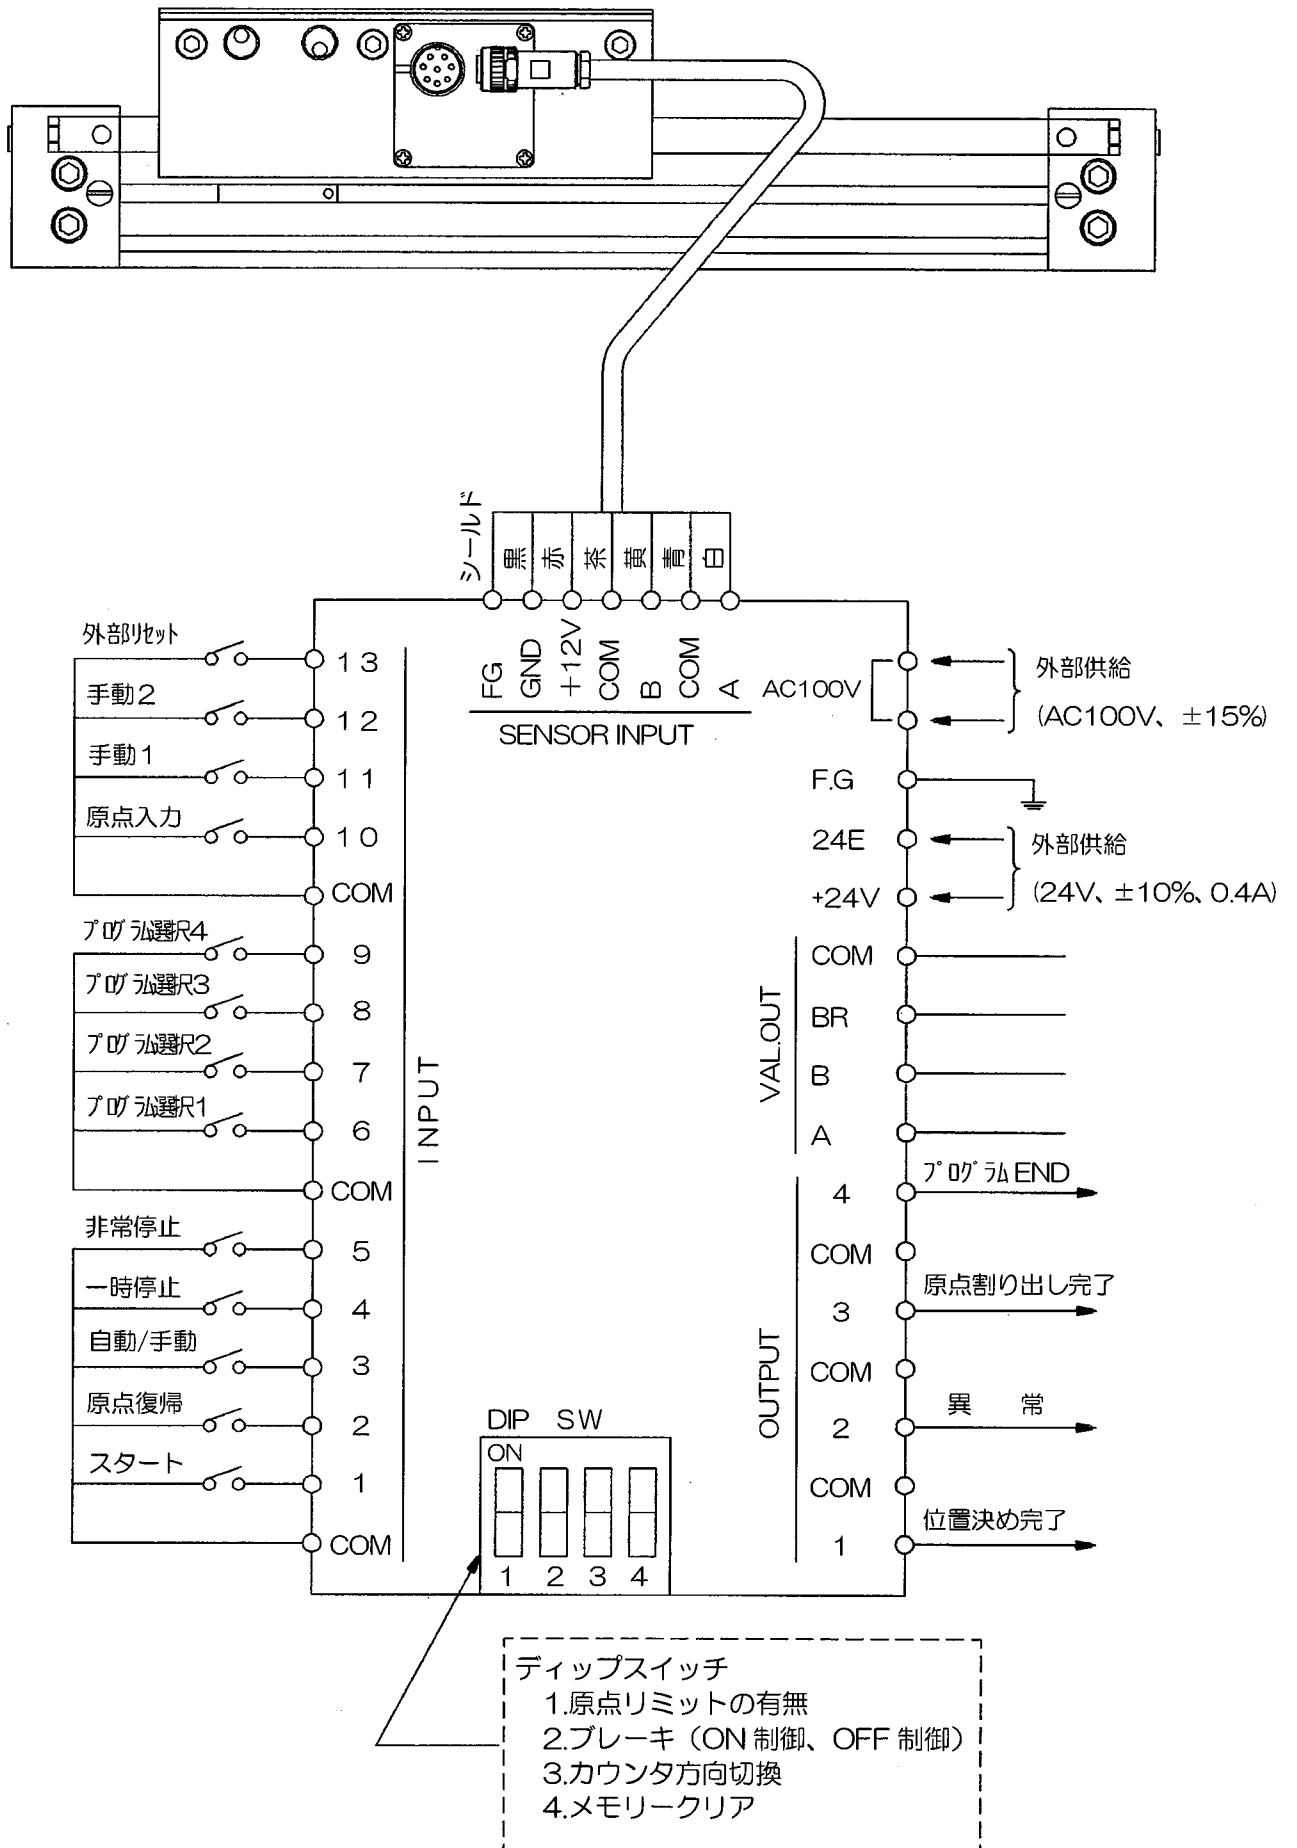 シールド
黒 赤 茶 黄 青 白
FG GND +12V COM B COM A
SENSOR INPUT
外部リセット
13
手動2
12
手動1
11
原点入力
10
COM
プログラム選択4
9
プログラム選択3
8
プログラム選択2
7
プログラム選択1
6
COM
非常停止
5
一時停止
4
自動/手動
3
原点復帰
2
スタート
1
COM
INPUT
AC100V
外部供給
(AC100V、±15%)
F.G
24E
+24V
外部供給
(24V、±10%、0.4A)
VAL.OUT
COM
BR
B
A
OUTPUT
4
プログラムEND
COM
3
原点割り出し完了
COM
2
異 常
COM
1
位置決め完了
DIP SW
ON
1 2 3 4
ディップスイッチ
1.原点リミットの有無
2.ブレーキ（ON 制御、OFF 制御）
3.カウンタ方向切換
4.メモリークリア